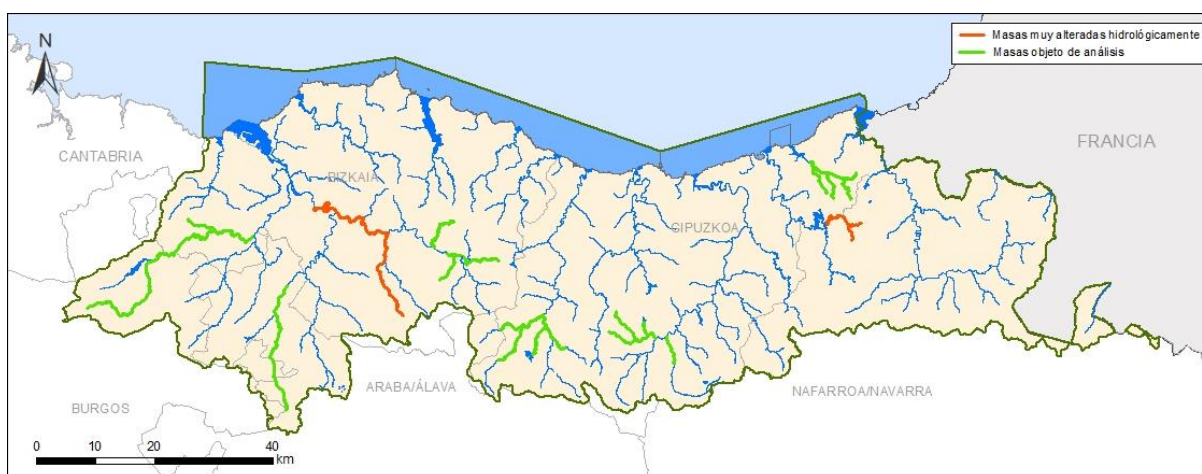 N
Masas muy alteradas hidrológicamente
Masas objeto de análisis
FRANCIA
CANTABRIA
BIZKAIA
GIPUZKOA
ARABA/ÁLAVA
NAFARROA/NAVARRA
BURGOS
0 10 20 40
km